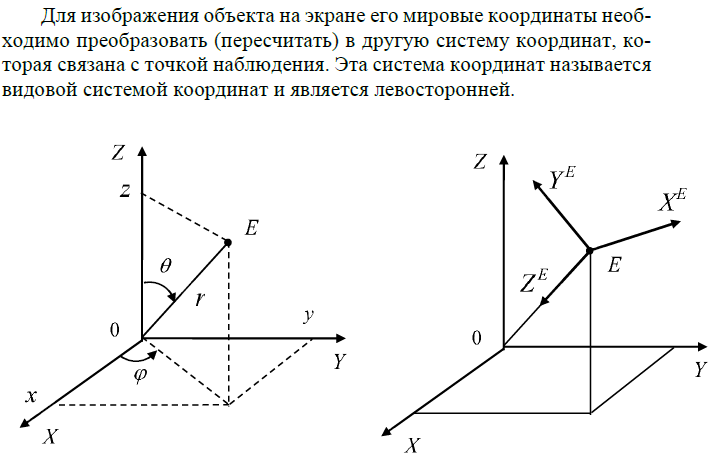 Для изображения объекта на экране его мировые координаты необ-
ходимо преобразовать (пересчитать) в другую систему координат, ко-
торая связана с точкой наблюдения. Эта система координат называется
видовой системой координат и является левосторонней.
Z
z
E
θ
r
0
y
Y
φ
x
X
Z
Y^E
X^E
E
Z^E
0
Y
X